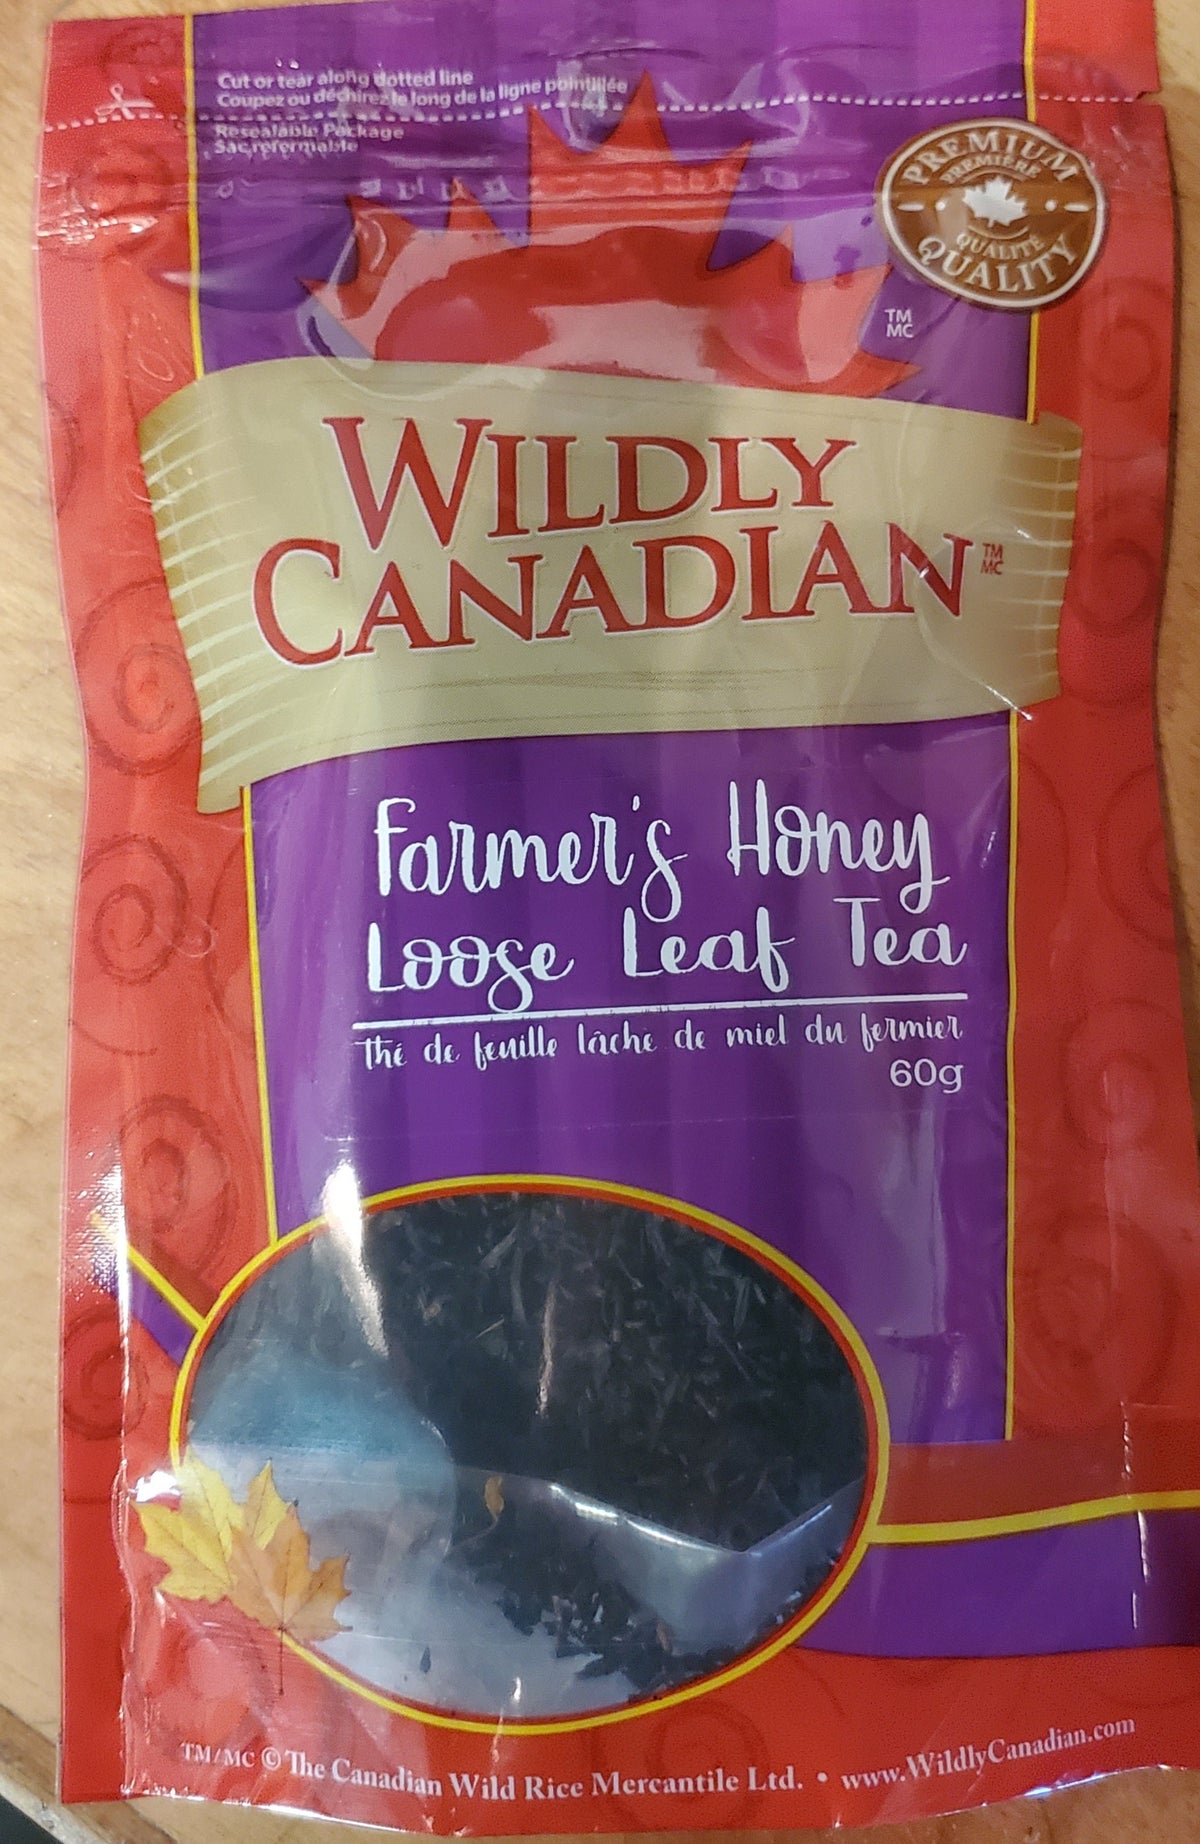 Cut or tear along dotted line
Coupez ou déchirez le long de la ligne pointillée
Resealable Package
Sac refermable
PREMIUM
PREMIÈRE
QUALITÉ
QUALITY
TM
MC
WILDLY
CANADIAN
TM
MC
Farmer's Honey
Loose Leaf Tea
Thé de feuille lâche de miel du fermier
60g
TM/MC © The Canadian Wild Rice Mercantile Ltd. • www.WildlyCanadian.com